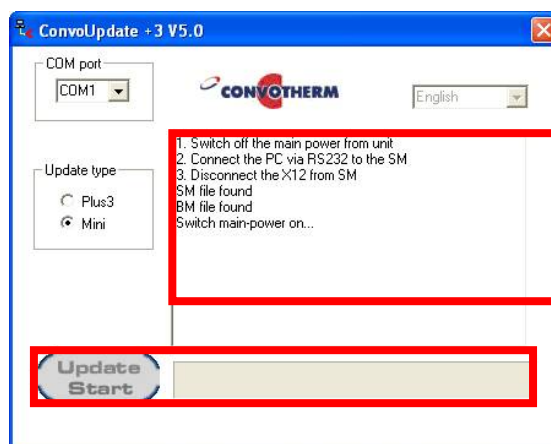 ConvoUpdate +3 V5.0
COM port
COM1
CONVOTHERM
English
Update type
Plus3
Mini
1. Switch off the main power from unit
2. Connect the PC via RS232 to the SM
3. Disconnect the X12 from SM
SM file found
BM file found
Switch main-power on...
Update
Start